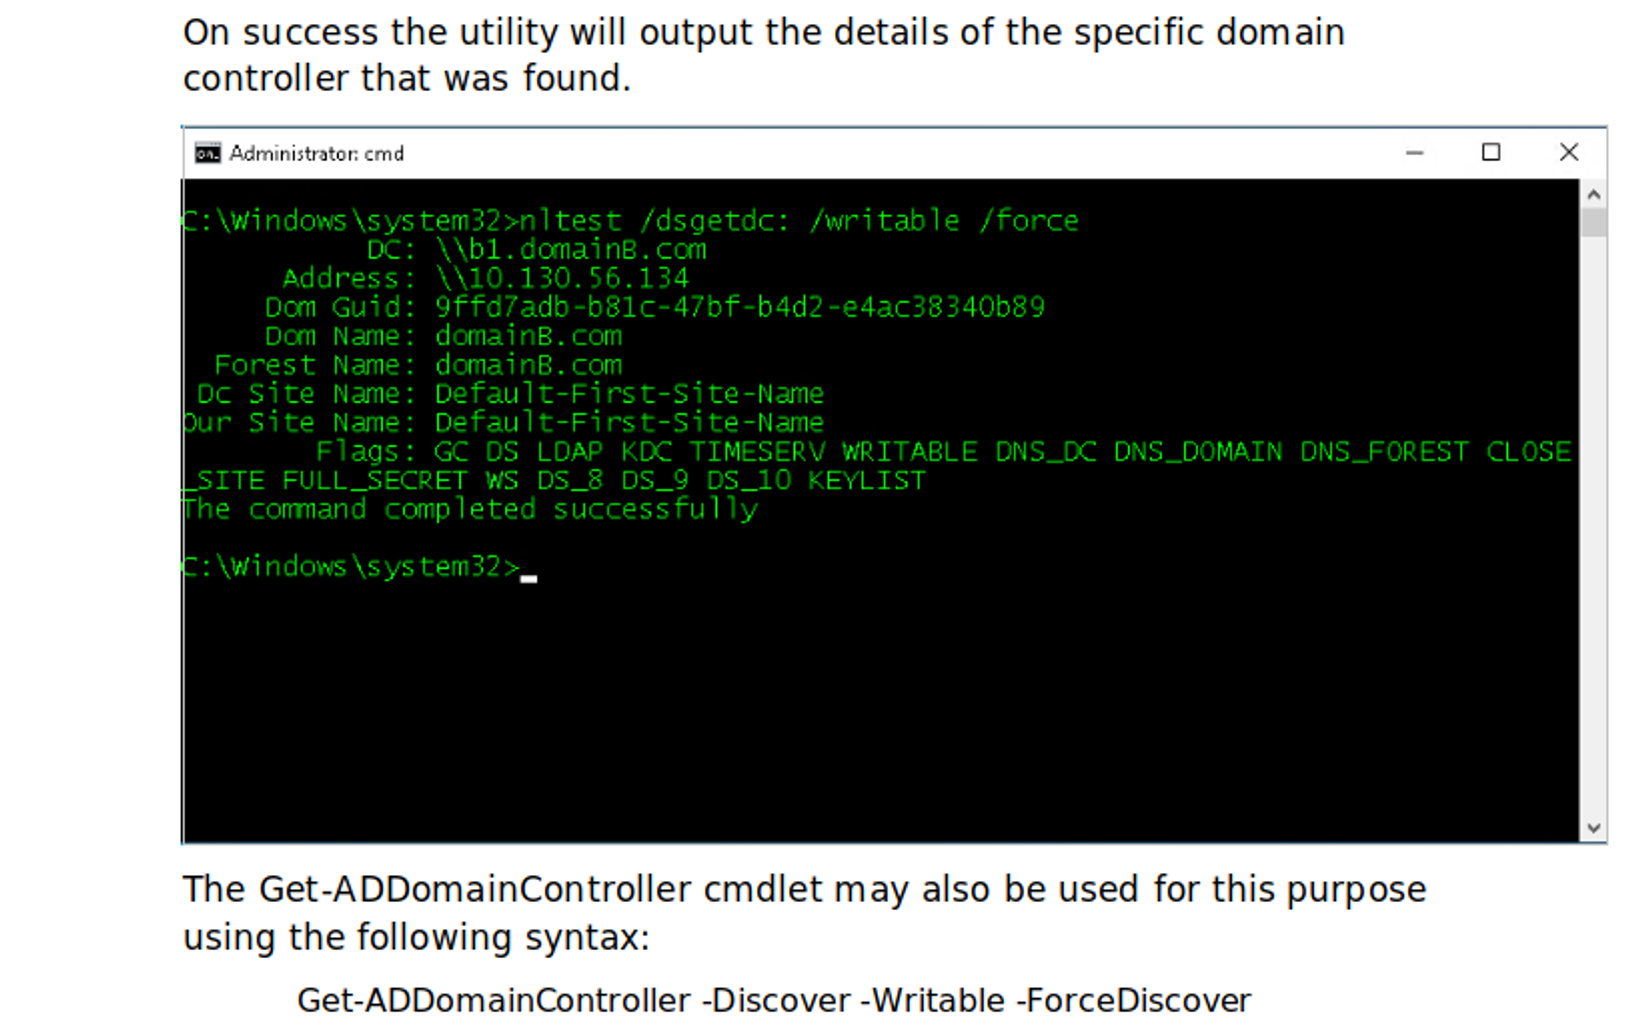 On success the utility will output the details of the specific domain
controller that was found.
Administrator: cmd
C:\Windows\system32>nltest /dsgetdc: /writable /force
DC: \\b1.domainB.com
Address: \\10.130.56.134
Dom Guid: 9ffd7adb-b81c-47bf-b4d2-e4ac38340b89
Dom Name: domainB.com
Forest Name: domainB.com
Dc Site Name: Default-First-Site-Name
Our Site Name: Default-First-Site-Name
Flags: GC DS LDAP KDC TIMESERV WRITABLE DNS_DC DNS_DOMAIN DNS_FOREST CLOSE
_SITE FULL_SECRET WS DS_8 DS_9 DS_10 KEYLIST
The command completed successfully
C:\Windows\system32>
The Get-ADDomainController cmdlet may also be used for this purpose
using the following syntax:
Get-ADDomainController -Discover -Writable -ForceDiscover